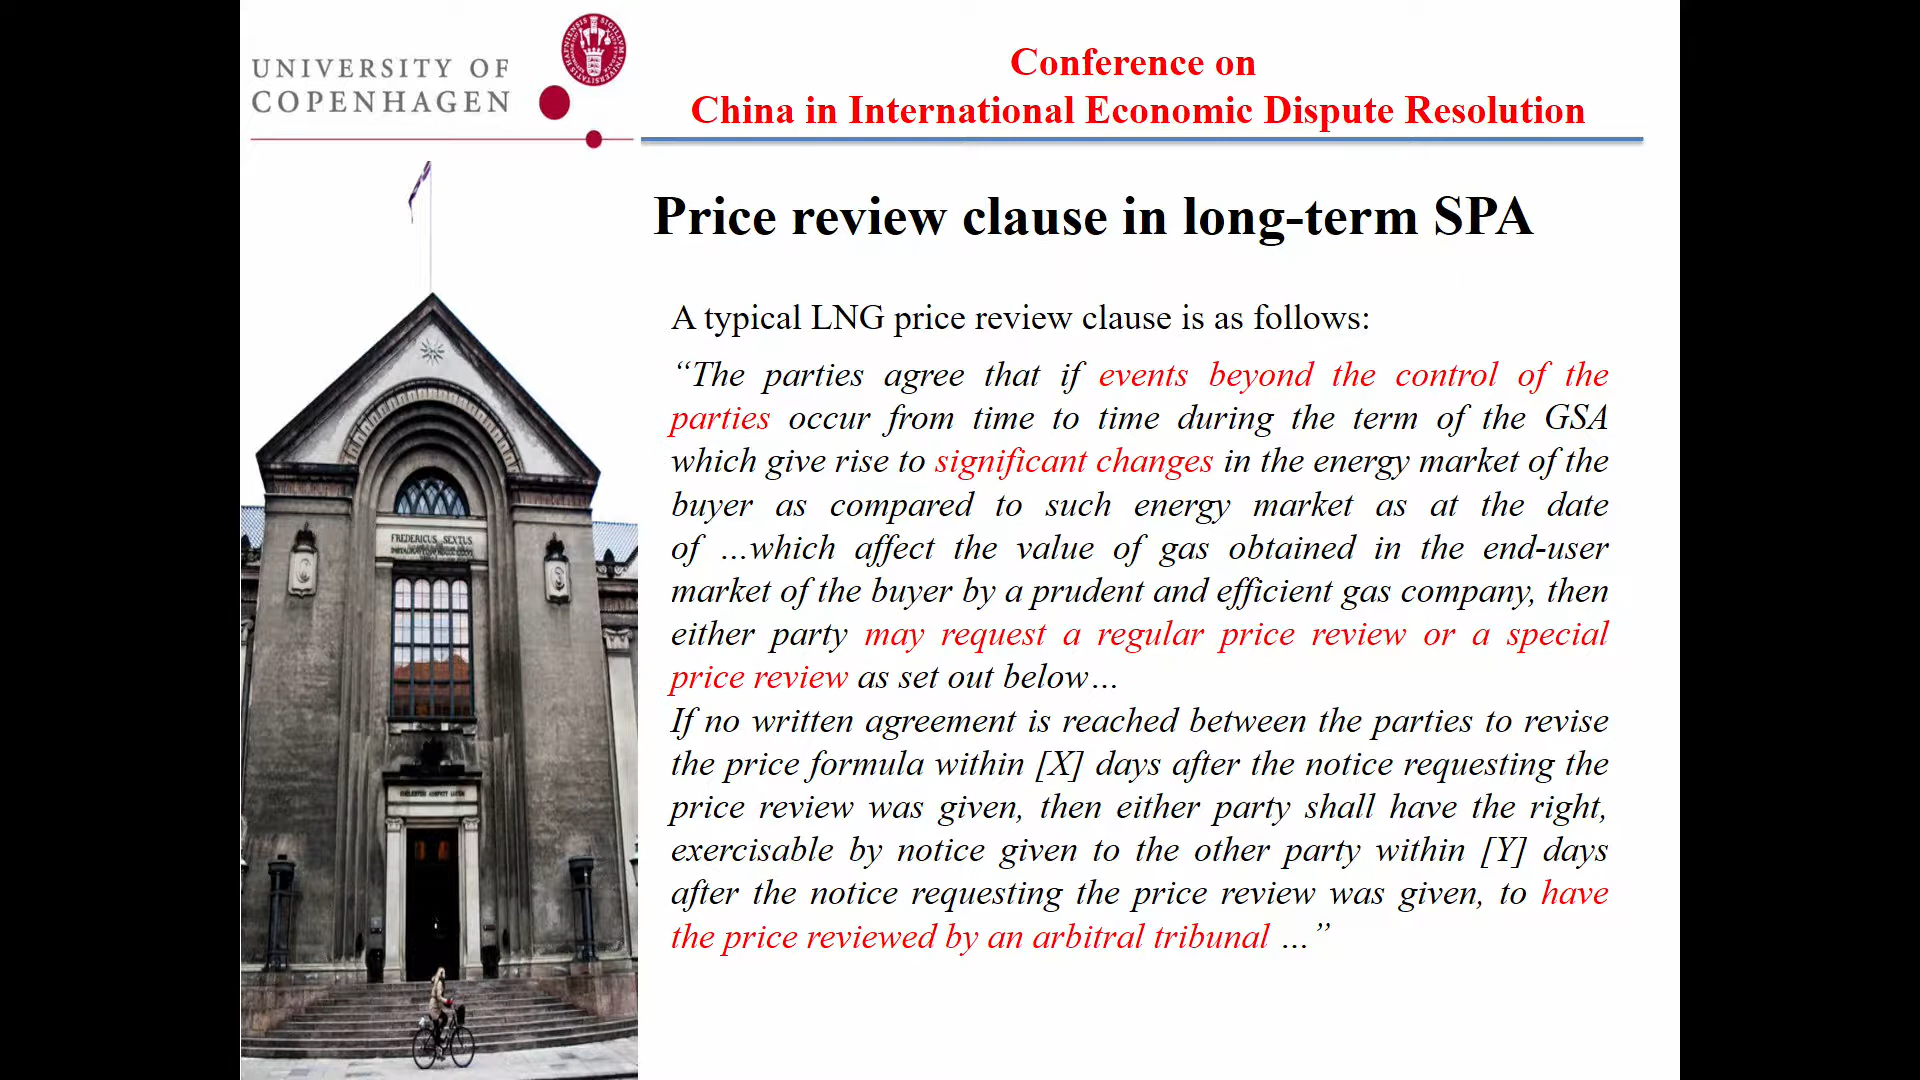 UNIVERSITY OF
COPENHAGEN
Conference on
China in International Economic Dispute Resolution
Price review clause in long-term SPA
A typical LNG price review clause is as follows:
“The parties agree that if events beyond the control of the
parties occur from time to time during the term of the GSA
which give rise to significant changes in the energy market of the
buyer as compared to such energy market as at the date
of …which affect the value of gas obtained in the end-user
market of the buyer by a prudent and efficient gas company, then
either party may request a regular price review or a special
price review as set out below…
If no written agreement is reached between the parties to revise
the price formula within [X] days after the notice requesting the
price review was given, then either party shall have the right,
exercisable by notice given to the other party within [Y] days
after the notice requesting the price review was given, to have
the price reviewed by an arbitral tribunal …”
FREDERICUS SEXTUS